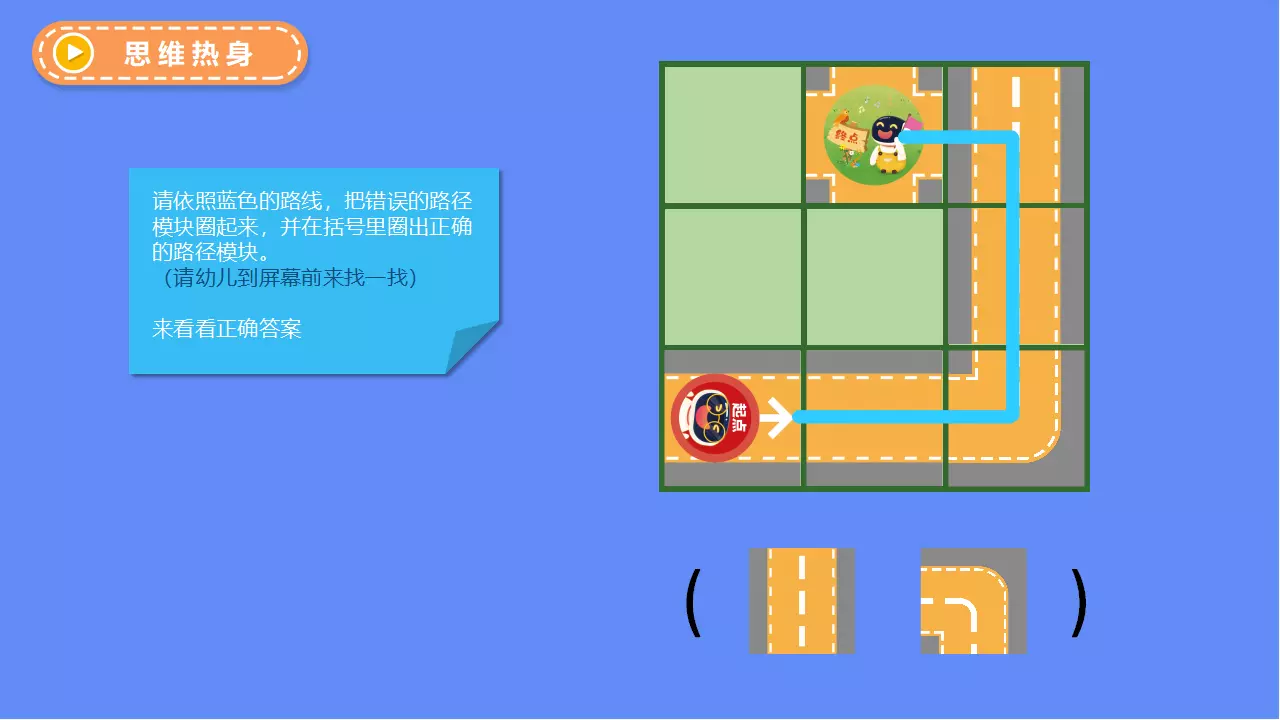 思维热身
请依照蓝色的路线，把错误的路径
模块圈起来，并在括号里圈出正确
的路径模块。
（请幼儿到屏幕前来找一找）
来看看正确答案
终点
起点
(
)